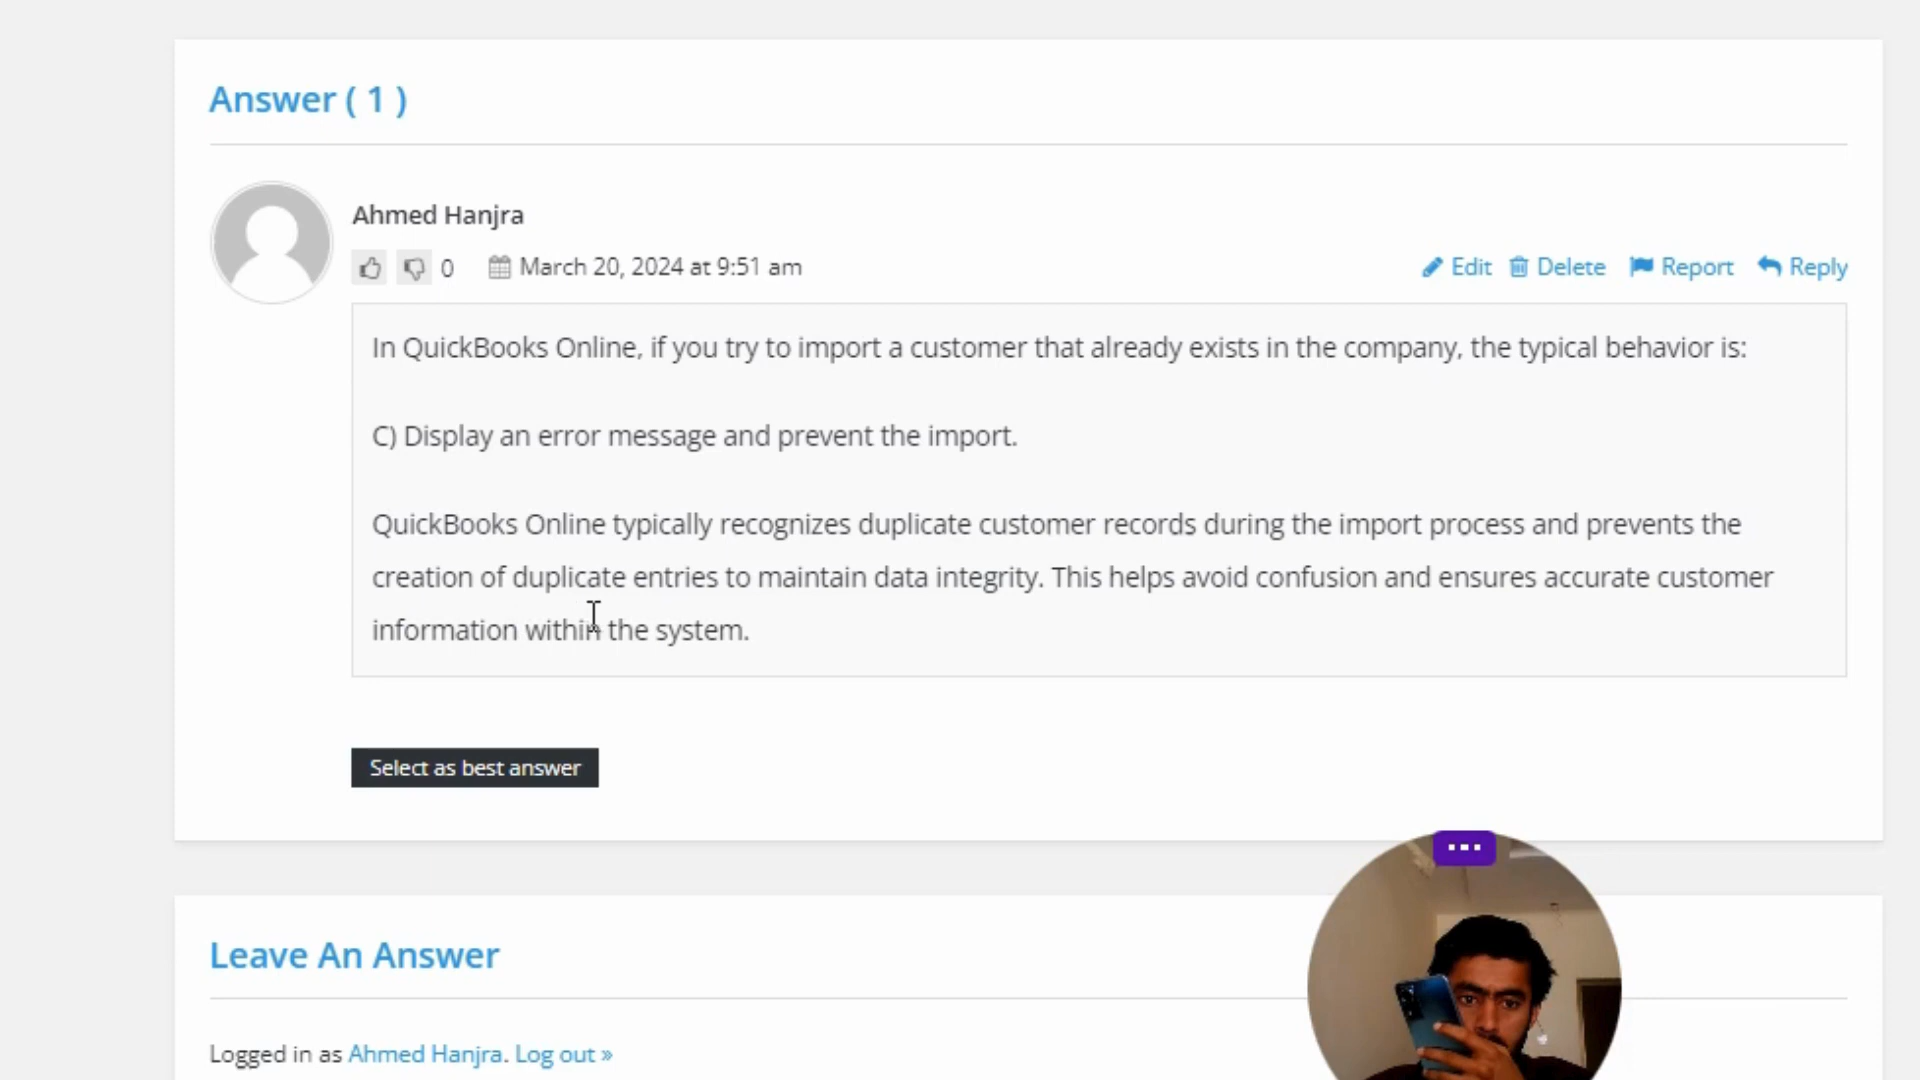 Answer ( 1 )
Ahmed Hanjra
0 March 20, 2024 at 9:51 am Edit Delete Report Reply
In QuickBooks Online, if you try to import a customer that already exists in the company, the typical behavior is:
C) Display an error message and prevent the import.
QuickBooks Online typically recognizes duplicate customer records during the import process and prevents the
creation of duplicate entries to maintain data integrity. This helps avoid confusion and ensures accurate customer
information within the system.
Select as best answer
Leave An Answer
Logged in as Ahmed Hanjra. Log out »